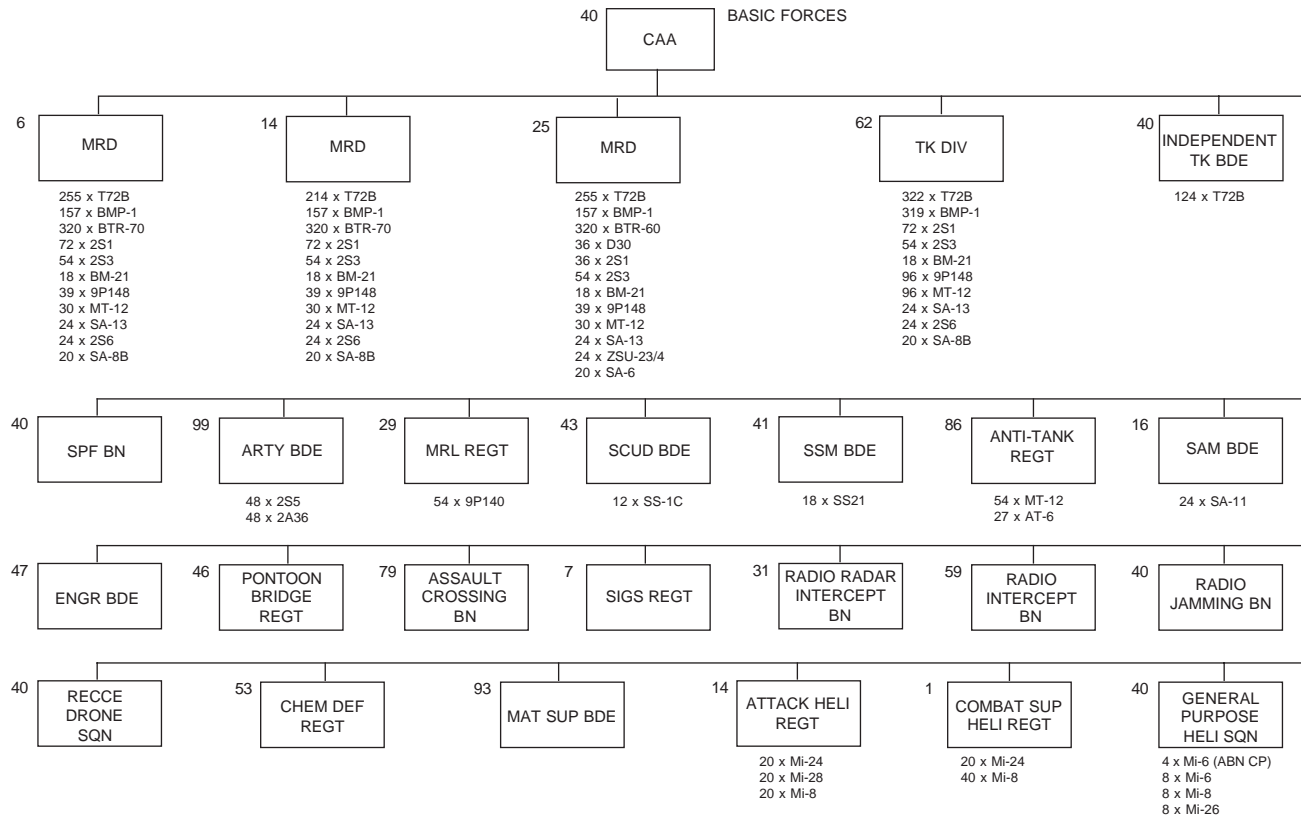 40
BASIC FORCES
CAA
6
MRD
255 x T72B
157 x BMP-1
320 x BTR-70
72 x 2S1
54 x 2S3
18 x BM-21
39 x 9P148
30 x MT-12
24 x SA-13
24 x 2S6
20 x SA-8B
14
MRD
214 x T72B
157 x BMP-1
320 x BTR-70
72 x 2S1
54 x 2S3
18 x BM-21
39 x 9P148
30 x MT-12
24 x SA-13
24 x 2S6
20 x SA-8B
25
MRD
255 x T72B
157 x BMP-1
320 x BTR-60
36 x D30
36 x 2S1
54 x 2S3
18 x BM-21
39 x 9P148
30 x MT-12
24 x SA-13
24 x ZSU-23/4
20 x SA-6
62
TK DIV
322 x T72B
319 x BMP-1
72 x 2S1
54 x 2S3
18 x BM-21
96 x 9P148
96 x MT-12
24 x SA-13
24 x 2S6
20 x SA-8B
40
INDEPENDENT
TK BDE
124 x T72B
40
SPF BN
99
ARTY BDE
48 x 2S5
48 x 2A36
29
MRL REGT
54 x 9P140
43
SCUD BDE
12 x SS-1C
41
SSM BDE
18 x SS21
86
ANTI-TANK
REGT
54 x MT-12
27 x AT-6
16
SAM BDE
24 x SA-11
47
ENGR BDE
46
PONTOON
BRIDGE
REGT
79
ASSAULT
CROSSING
BN
7
SIGS REGT
31
RADIO RADAR
INTERCEPT
BN
59
RADIO
INTERCEPT
BN
40
RADIO
JAMMING BN
40
RECCE
DRONE
SQN
53
CHEM DEF
REGT
93
MAT SUP BDE
14
ATTACK HELI
REGT
20 x Mi-24
20 x Mi-28
20 x Mi-8
1
COMBAT SUP
HELI REGT
20 x Mi-24
40 x Mi-8
40
GENERAL
PURPOSE
HELI SQN
4 x Mi-6 (ABN CP)
8 x Mi-6
8 x Mi-8
8 x Mi-26